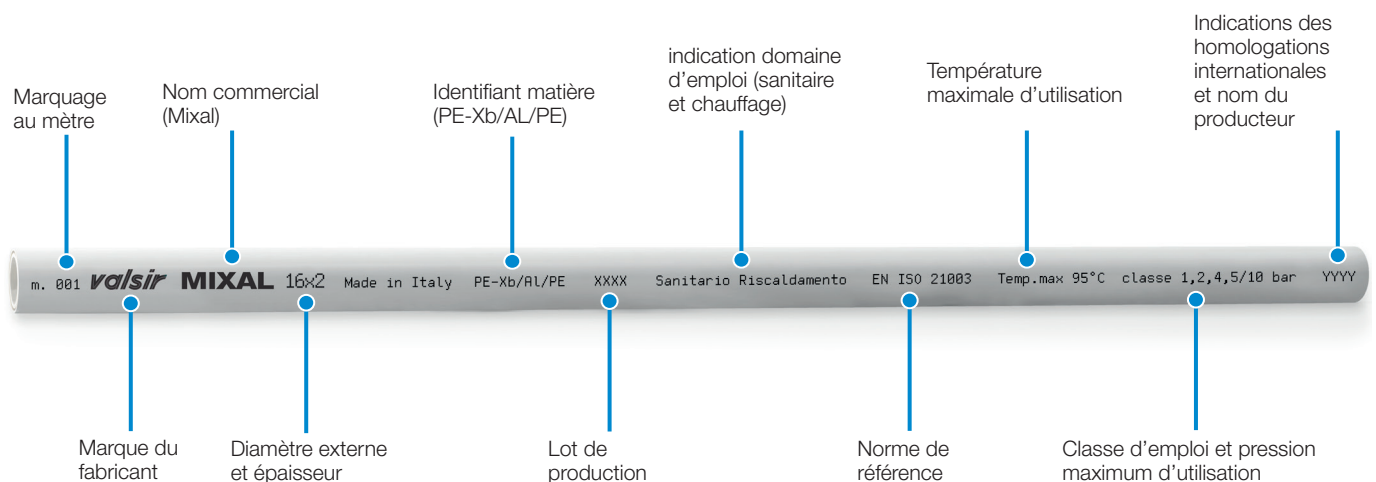 Marquage
au mètre
Nom commercial
(Mixal)
Identifiant matière
(PE-Xb/AL/PE)
indication domaine
d’emploi (sanitaire
et chauffage)
Température
maximale d’utilisation
Indications des
homologations
internationales
et nom du
producteur
m. 001 valsir MIXAL 16x2 Made in Italy PE-Xb/Al/PE XXXX Sanitario Riscaldamento EN ISO 21003 Temp.max 95°C classe 1,2,4,5/10 bar YYYY
Marque du
fabricant
Diamètre externe
et épaisseur
Lot de
production
Norme de
référence
Classe d’emploi et pression
maximum d’utilisation